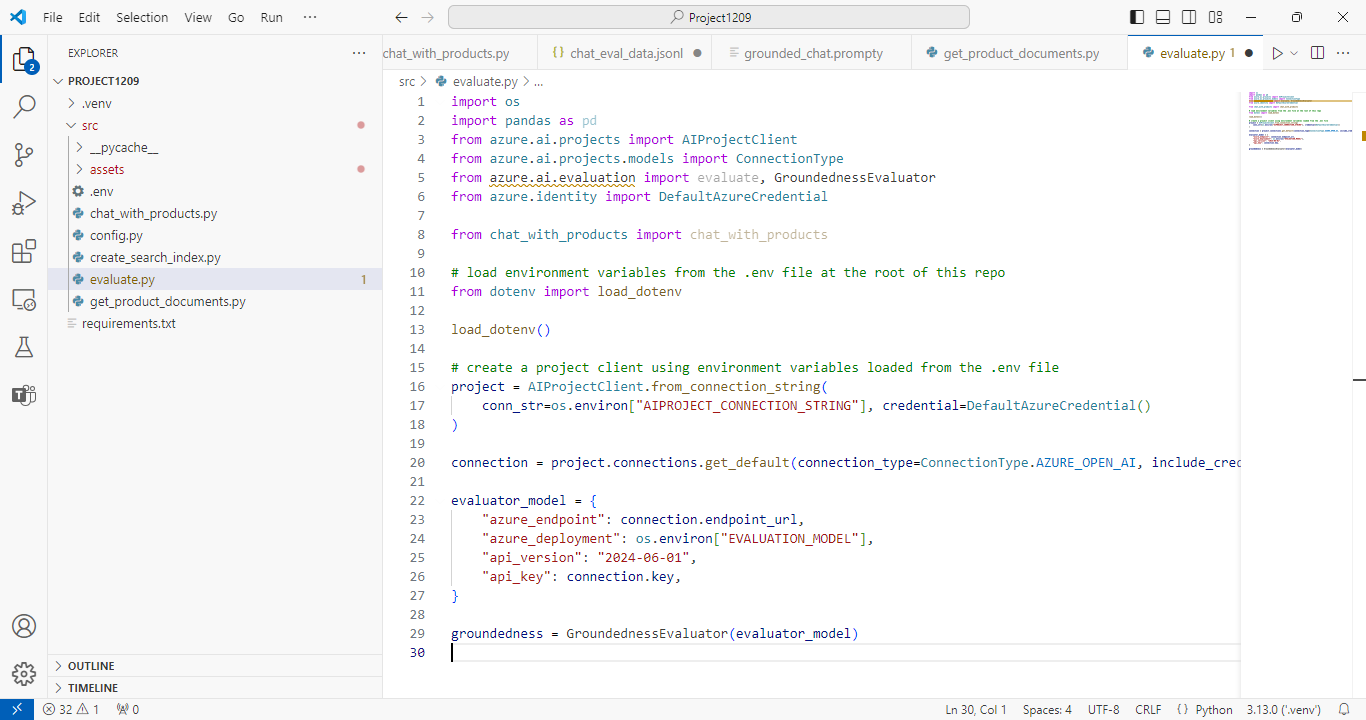 File Edit Selection View Go Run ··· Project1209
EXPLORER
PROJECT1209
.venv
src
__pycache__
assets
.env
chat_with_products.py
config.py
create_search_index.py
evaluate.py 1
get_product_documents.py
requirements.txt
OUTLINE
TIMELINE
2
chat_with_products.py {} chat_eval_data.jsonl grounded_chat.prompty get_product_documents.py evaluate.py 1
src > evaluate.py > ...
1 import os
2 import pandas as pd
3 from azure.ai.projects import AIProjectClient
4 from azure.ai.projects.models import ConnectionType
5 from azure.ai.evaluation import evaluate, GroundednessEvaluator
6 from azure.identity import DefaultAzureCredential
7
8 from chat_with_products import chat_with_products
9
10 # load environment variables from the .env file at the root of this repo
11 from dotenv import load_dotenv
12
13 load_dotenv()
14
15 # create a project client using environment variables loaded from the .env file
16 project = AIProjectClient.from_connection_string(
17 conn_str=os.environ["AIPROJECT_CONNECTION_STRING"], credential=DefaultAzureCredential()
18 )
19
20 connection = project.connections.get_default(connection_type=ConnectionType.AZURE_OPEN_AI, include_cred
21
22 evaluator_model = {
23 "azure_endpoint": connection.endpoint_url,
24 "azure_deployment": os.environ["EVALUATION_MODEL"],
25 "api_version": "2024-06-01",
26 "api_key": connection.key,
27 }
28
29 groundedness = GroundednessEvaluator(evaluator_model)
30
32 1 0 Ln 30, Col 1 Spaces: 4 UTF-8 CRLF {} Python 3.13.0 ('.venv')